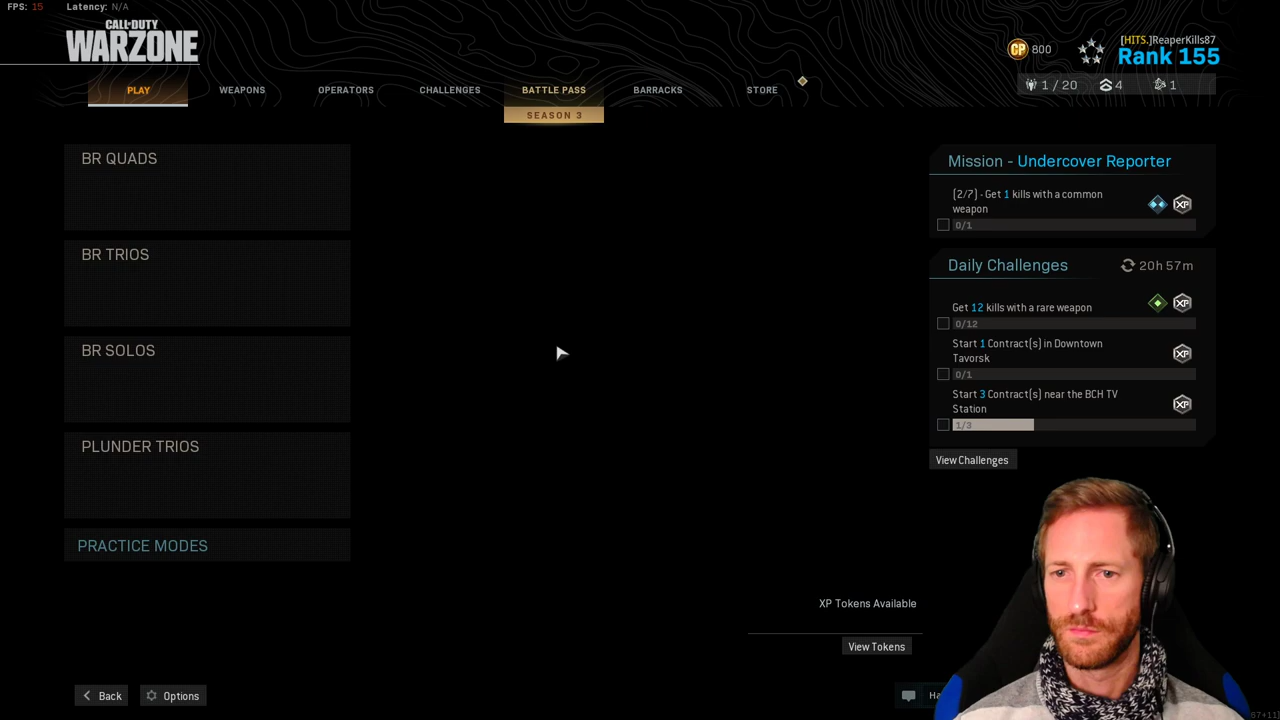 FPS: 15 Latency: N/A
CALL OF DUTY
WARZONE
CP 800
[HITS.]ReaperKills87
Rank 155
1 / 20 4 1
PLAY WEAPONS OPERATORS CHALLENGES BATTLE PASS BARRACKS STORE
SEASON 3
BR QUADS
BR TRIOS
BR SOLOS
PLUNDER TRIOS
PRACTICE MODES
Mission - Undercover Reporter
(2/7) - Get 1 kills with a common
weapon
XP
0/1
Daily Challenges 20h 57m
Get 12 kills with a rare weapon
XP
0/12
Start 1 Contract(s) in Downtown
Tavorsk
XP
0/1
Start 3 Contract(s) near the BCH TV
Station
XP
1/3
View Challenges
XP Tokens Available
View Tokens
Back Options